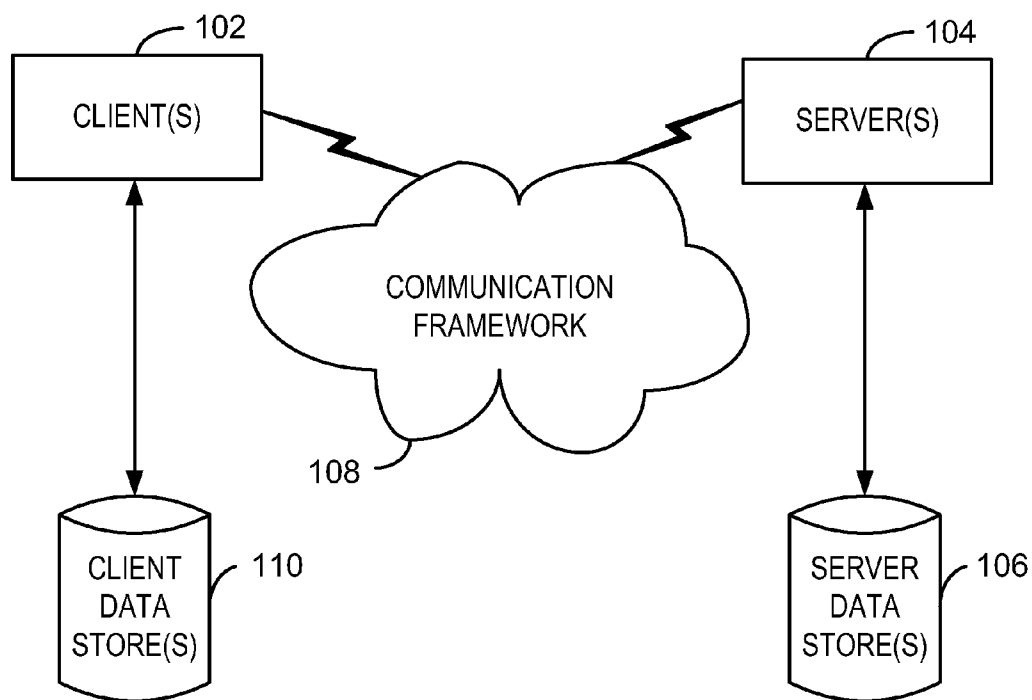 102
104
CLIENT(S)
SERVER(S)
COMMUNICATION
FRAMEWORK
108
CLIENT
DATA
STORE(S)
110
SERVER
DATA
STORE(S)
106